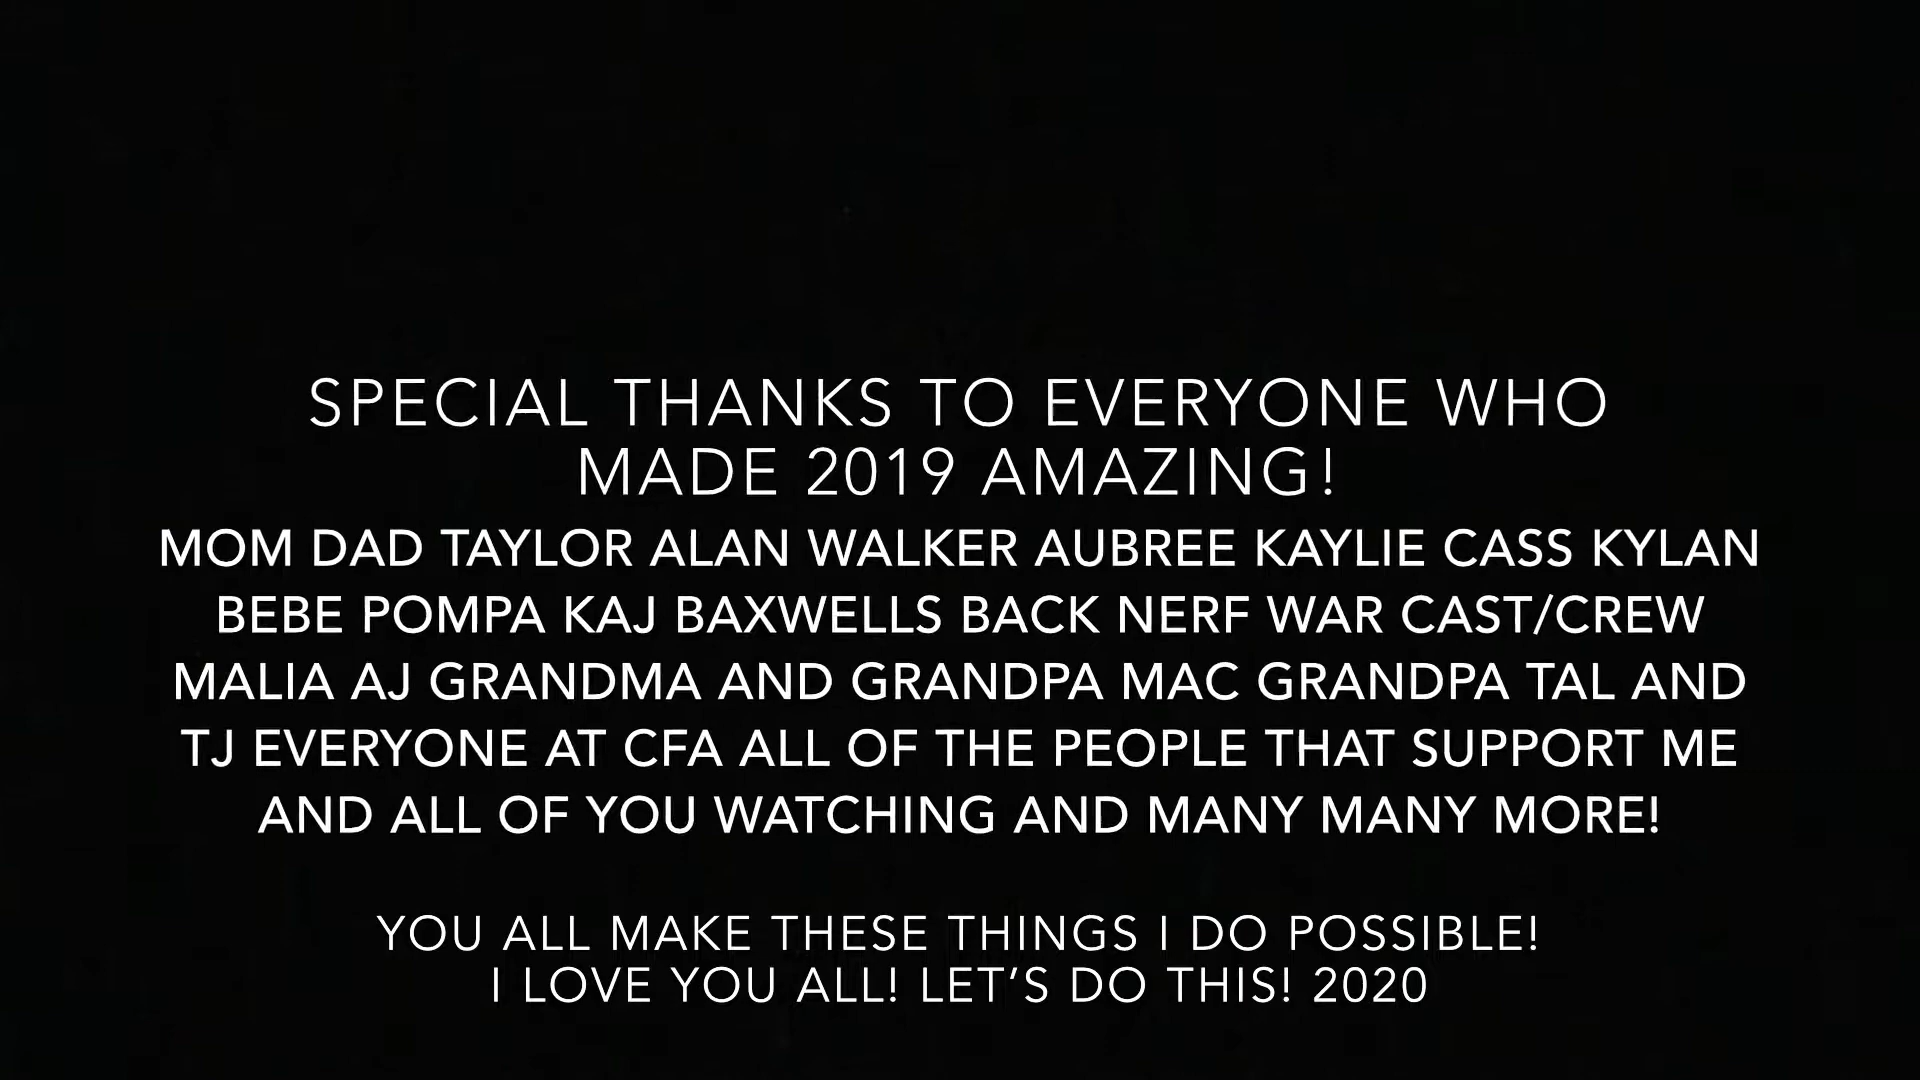 SPECIAL THANKS TO EVERYONE WHO
MADE 2019 AMAZING!
MOM DAD TAYLOR ALAN WALKER AUBREE KAYLIE CASS KYLAN
BEBE POMPA KAJ BAXWELLS BACK NERF WAR CAST/CREW
MALIA AJ GRANDMA AND GRANDPA MAC GRANDPA TAL AND
TJ EVERYONE AT CFA ALL OF THE PEOPLE THAT SUPPORT ME
AND ALL OF YOU WATCHING AND MANY MANY MORE!
YOU ALL MAKE THESE THINGS I DO POSSIBLE!
I LOVE YOU ALL! LET’S DO THIS! 2020